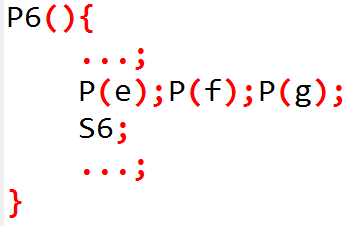 P6(){
...;
P(e);P(f);P(g);
S6;
...;
}